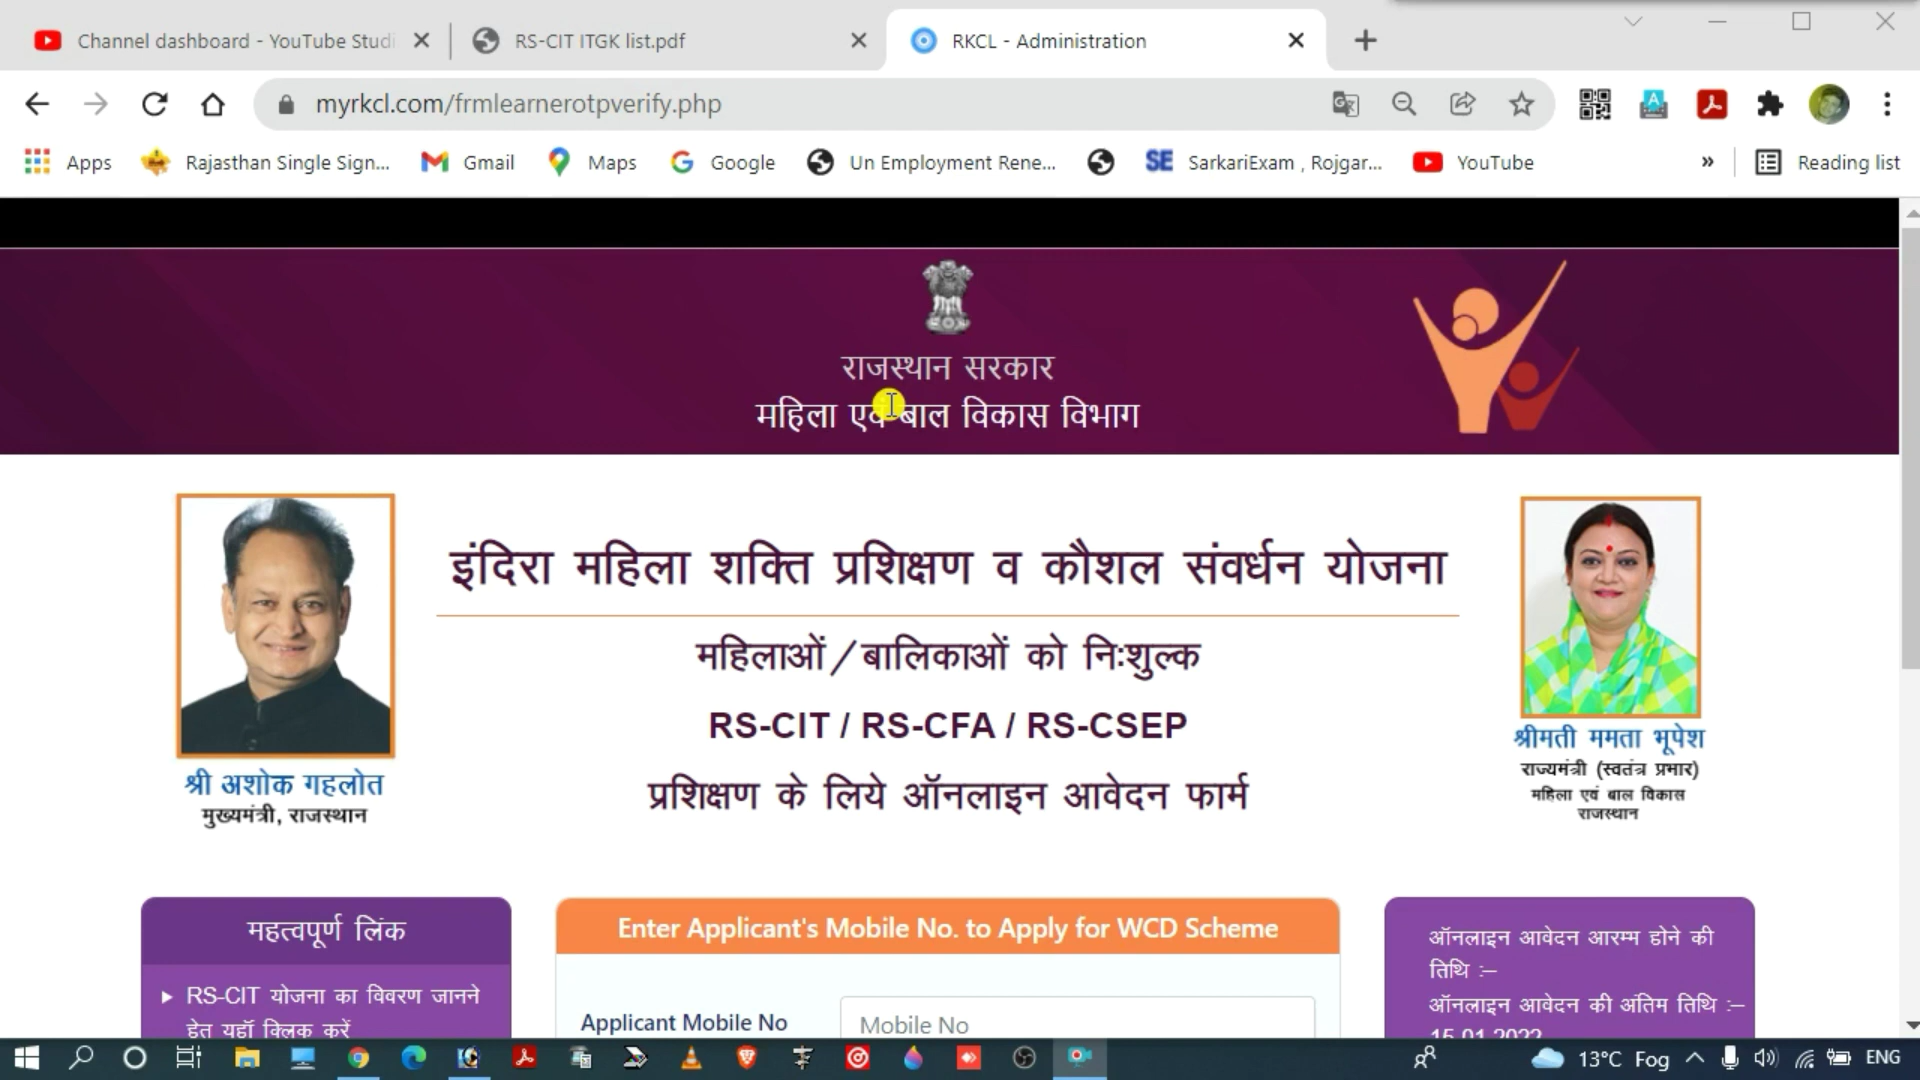 Channel dashboard - YouTube Studi
RS-CIT ITGK list.pdf
RKCL - Administration
myrkcl.com/frmlearnerotpverify.php
Apps
Rajasthan Single Sign...
Gmail
Maps
Google
Un Employment Rene...
SE
SarkariExam , Rojgar...
YouTube
»
Reading list
राजस्थान सरकार
महिला एवं बाल विकास विभाग
इंदिरा महिला शक्ति प्रशिक्षण व कौशल संवर्धन योजना
महिलाओं/बालिकाओं को निःशुल्क
RS-CIT / RS-CFA / RS-CSEP
प्रशिक्षण के लिये ऑनलाइन आवेदन फार्म
श्री अशोक गहलोत
मुख्यमंत्री, राजस्थान
श्रीमती ममता भूपेश
राज्यमंत्री (स्वतंत्र प्रभार)
महिला एवं बाल विकास
राजस्थान
महत्वपूर्ण लिंक
RS-CIT योजना का विवरण जानने
हेतु यहाँ क्लिक करें
Enter Applicant's Mobile No. to Apply for WCD Scheme
Applicant Mobile No
Mobile No
ऑनलाइन आवेदन आरम्भ होने की
तिथि :–
ऑनलाइन आवेदन की अंतिम तिथि :–
15.01.2022
13°C Fog
ENG